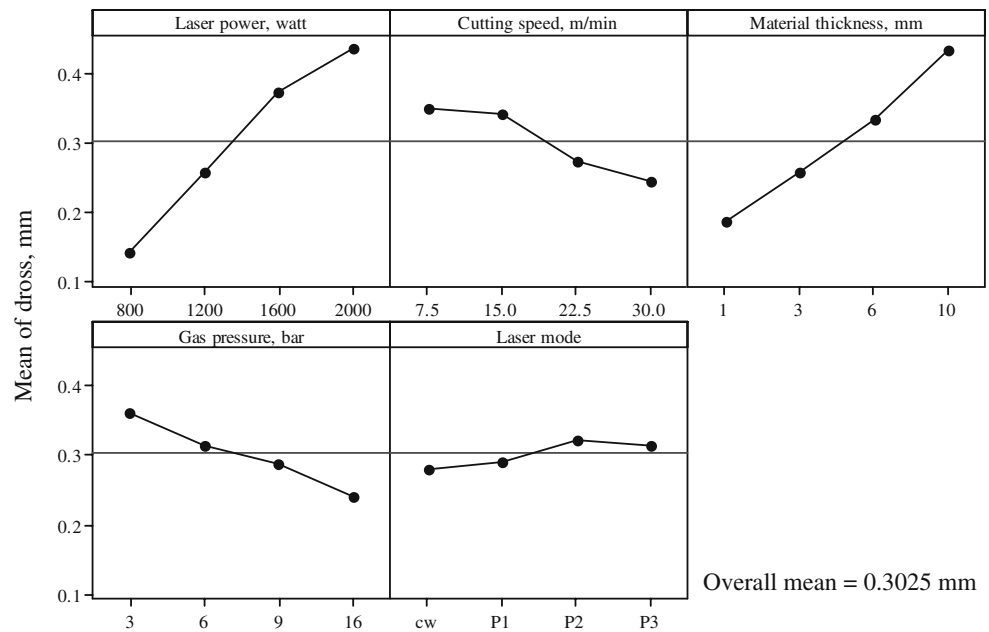 Laser power, watt
Cutting speed, m/min
Material thickness, mm
0.4
0.3
0.2
0.1
800 1200 1600 2000
7.5 15.0 22.5 30.0
1 3 6 10
Mean of dross, mm
Gas pressure, bar
Laser mode
0.4
0.3
0.2
0.1
3 6 9 16
cw P1 P2 P3
Overall mean = 0.3025 mm